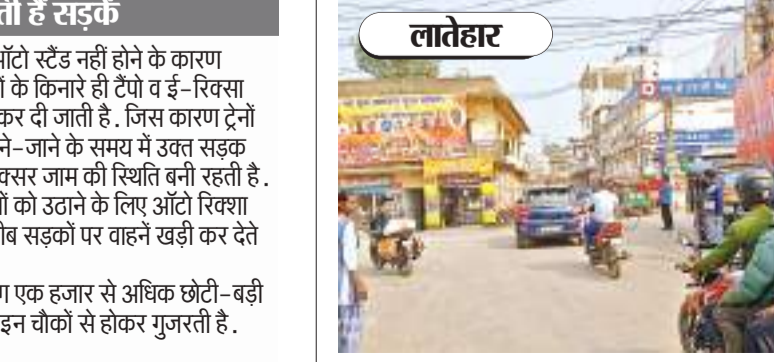 ती हैं सड़कें
ऑटो स्टैंड नहीं होने के कारण
के किनारे ही टैंपो व ई-रिक्सा
कर दी जाती है. जिस कारण ट्रेनों
ने-जाने के समय में उक्त सड़क
क्सर जाम की स्थिति बनी रहती है.
को उठाने के लिए ऑटो रिक्शा
सड़कों पर वाहनें खड़ी कर देते
एक हजार से अधिक छोटी-बड़ी
इन चौकों से होकर गुजरती है.
लातेहार